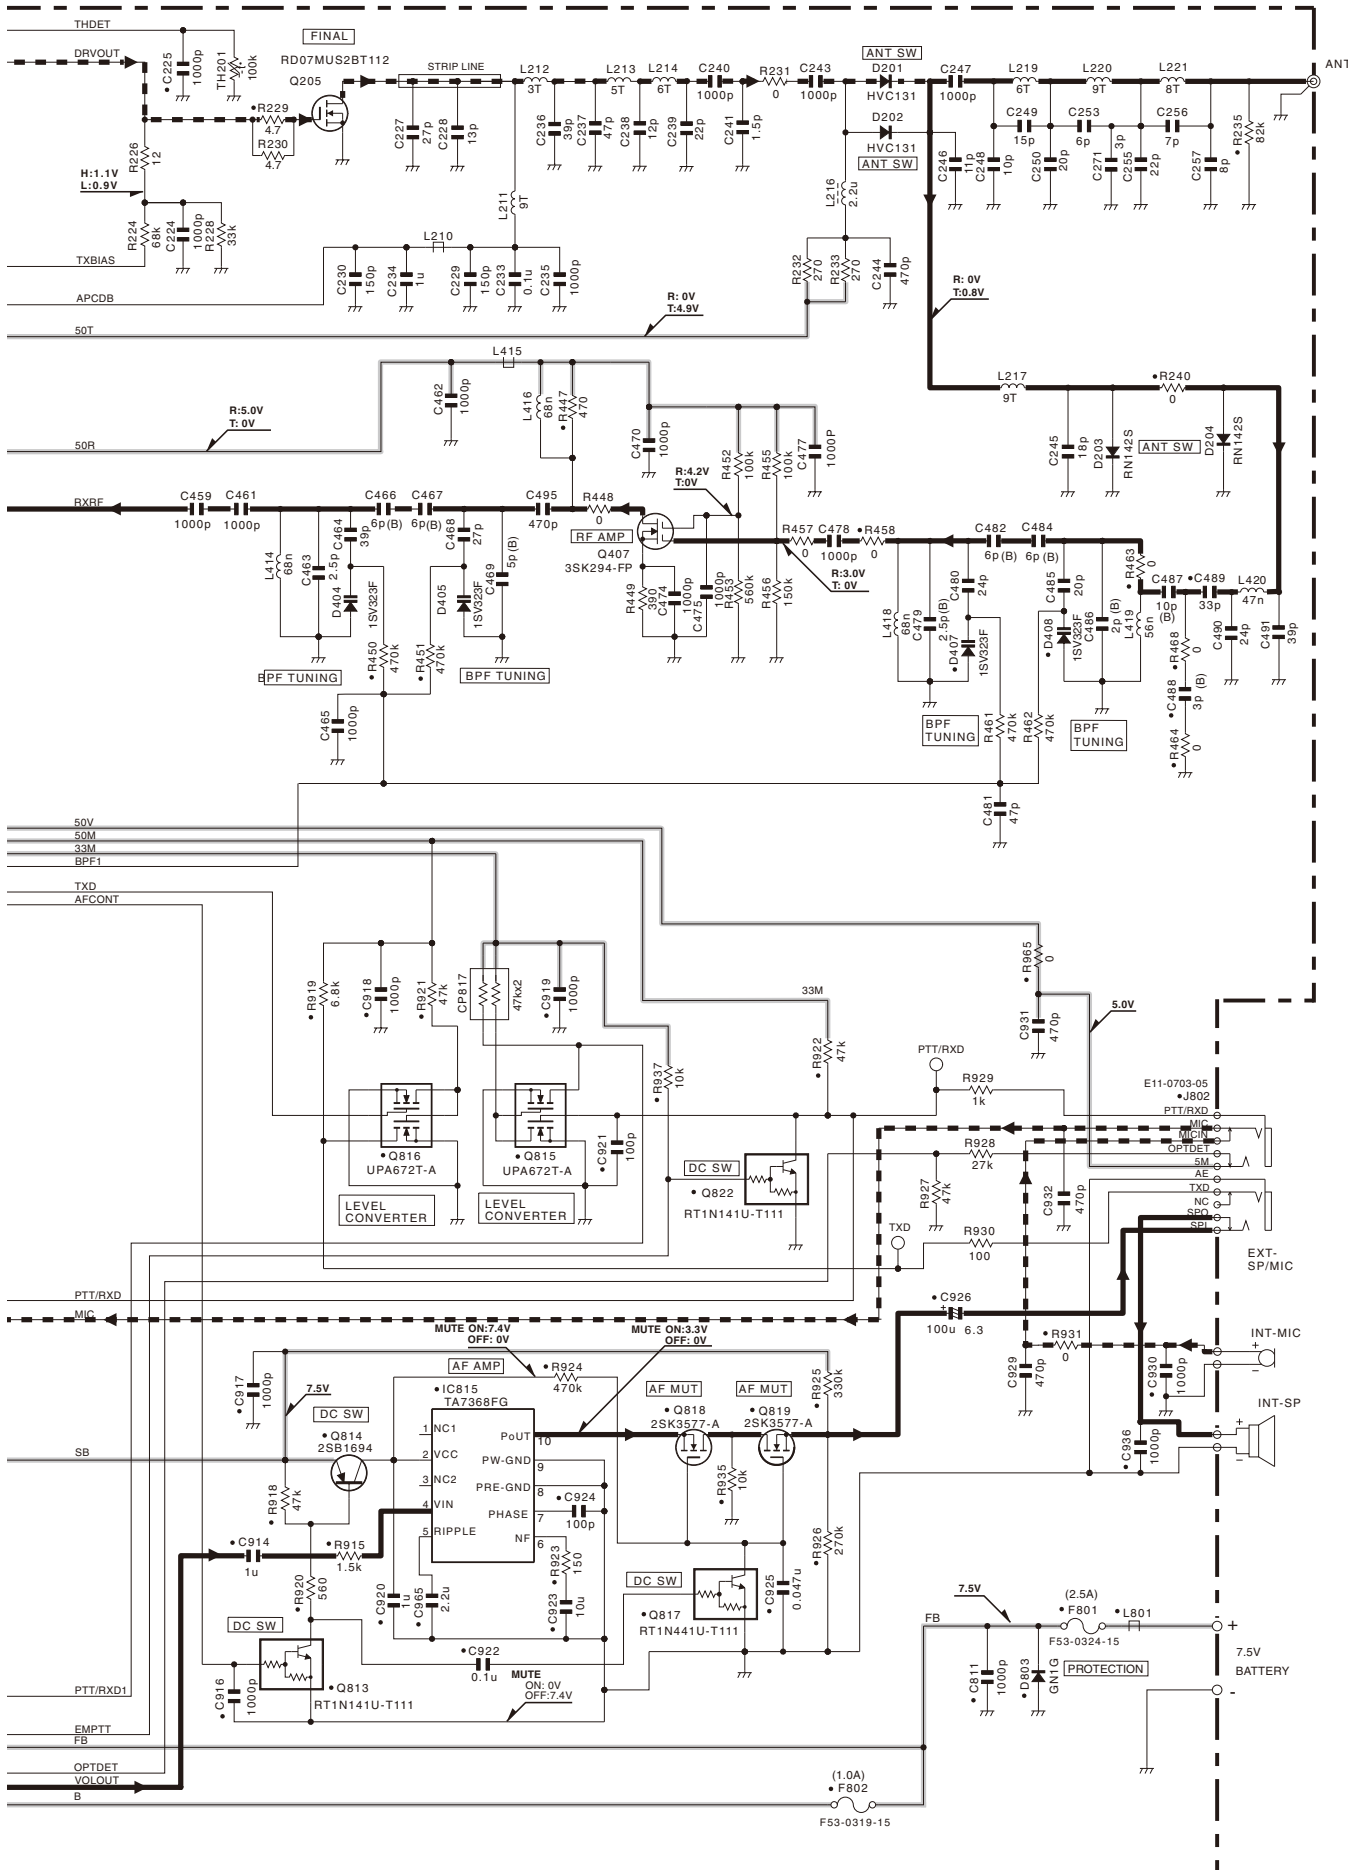 THDET
DRVOUT
C225
1000p
TH201
100k
FINAL
RD07MUS2BT112
Q205
R229
4.7
R230
4.7
R226
12
H:1.1V
L:0.9V
R224
68k
C224
1000p
R228
33k
TXBIAS
STRIP LINE
C227
27p
C228
13p
L212
3T
C236
39p
C237
47p
L213
5T
C238
12p
L214
6T
C239
22p
C240
1000p
C241
1.5p
R231
0
C243
1000p
ANT SW
D201
HVC131
D202
HVC131
ANT SW
C247
1000p
C246
11p
C248
10p
L219
6T
C249
15p
C250
20p
L220
9T
C253
6p
C271
3p
C255
22p
L221
8T
C256
7p
C257
8p
R235
82k
ANT
L211
9T
L216
2.2u
L210
C230
150p
C234
1u
C229
150p
C233
0.1u
C235
1000p
R232
270
R233
270
C244
470p
APCDB
50T
R: 0V
T:4.9V
R: 0V
T:0.8V
L415
C462
1000p
L416
68n
R447
470
C470
1000p
R452
100k
R455
100k
C477
1000P
L217
9T
C245
18p
D203
RN142S
R240
0
ANT SW
D204
RN142S
R:5.0V
T: 0V
50R
RXRF
C459
1000p
C461
1000p
C466
6p(B)
C467
6p(B)
C495
470p
R448
0
RF AMP
Q407
3SK294-FP
R:4.2V
T:0V
L414
68n
C463
2.5p
C464
39p
D404
1SV323F
C468
27p
D405
1SV323F
C469
5p(B)
R449
390
C474
1000p
C475
1000p
R453
560k
R456
150k
R457
0
C478
1000p
R458
0
R:3.0V
T: 0V
C482
6p(B)
C484
6p(B)
L418
68n
C479
2.5p(B)
C480
24p
D407
1SV323F
C485
20p
D408
1SV323F
C486
2p(B)
L419
56n
R463
0
C487
10p
(B)
C489
33p
L420
47n
C490
24p
C491
39p
R468
0
C488
3p(B)
R464
0
R450
470k
R451
470k
BPF TUNING
BPF TUNING
C465
1000p
R461
470k
R462
470k
BPF
TUNING
BPF
TUNING
C481
47p
50V
50M
33M
BPF1
TXD
AFCONT
R919
6.8k
C918
1000p
R921
47k
CP817
47kx2
C919
1000p
33M
R922
47k
R937
10k
R965
0
C931
470p
5.0V
PTT/RXD
R929
1k
E11-0703-05
J802
PTT/RXD
MIC
MICIN
OPTDET
5M
AE
TXD
NC
SPO
SPI
EXT-
SP/MIC
Q816
UPA672T-A
Q815
UPA672T-A
C921
100p
DC SW
Q822
RT1N141U-T111
LEVEL
CONVERTER
LEVEL
CONVERTER
R928
27k
R927
47k
C932
470p
TXD
R930
100
PTT/RXD
MIC
C926
100u 6.3
MUTE ON:7.4V
OFF: 0V
MUTE ON:3.3V
OFF: 0V
C917
1000p
7.5V
AF AMP
R924
470k
R925
330k
C929
470p
R931
0
C930
1000p
INT-MIC
+
−
INT-SP
+
−
C936
1000p
DC SW
Q814
2SB1694
IC815
TA7368FG
1 NC1
2 VCC
3 NC2
4 VIN
5 RIPPLE
PoUT 10
PW-GND 9
PRE-GND 8
PHASE 7
NF 6
AF MUT
Q818
2SK3577-A
AF MUT
Q819
2SK3577-A
SB
R918
47k
R935
10k
C924
100p
R926
270k
C914
1u
R915
1.5k
R920
560
C920
1u
C965
2.2u
R923
150
C923
10u
DC SW
Q817
RT1N441U-T111
C925
0.047u
DC SW
C922
0.1u
MUTE
ON: 0V
OFF:7.4V
Q813
RT1N141U-T111
C916
1000p
7.5V
FB
(2.5A)
F801
F53-0324-15
L801
+
7.5V
BATTERY
-
C811
1000p
D803
GN1G
PROTECTION
PTT/RXD1
EMPTT
FB
OPTDET
VOLOUT
B
(1.0A)
F802
F53-0319-15